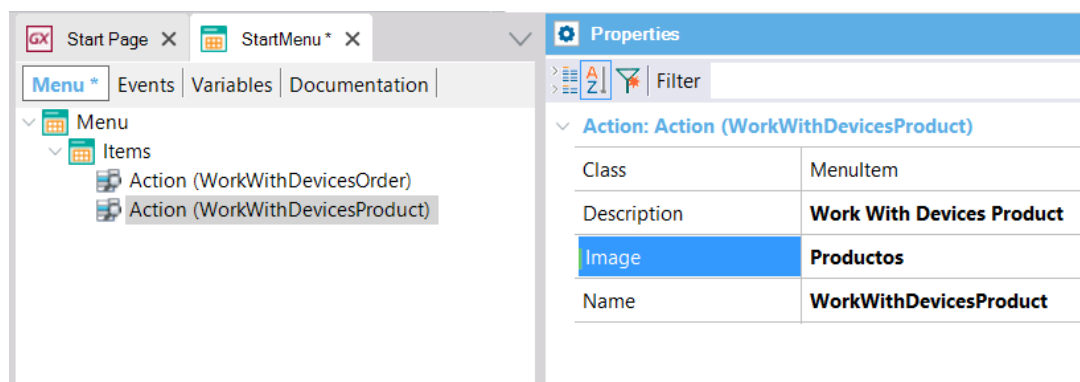 GX Start Page StartMenu *
Menu * Events Variables Documentation
Menu
Items
Action (WorkWithDevicesOrder)
Action (WorkWithDevicesProduct)
Properties
AZ Filter
Action: Action (WorkWithDevicesProduct)
Class MenuItem
Description Work With Devices Product
Image Productos
Name WorkWithDevicesProduct